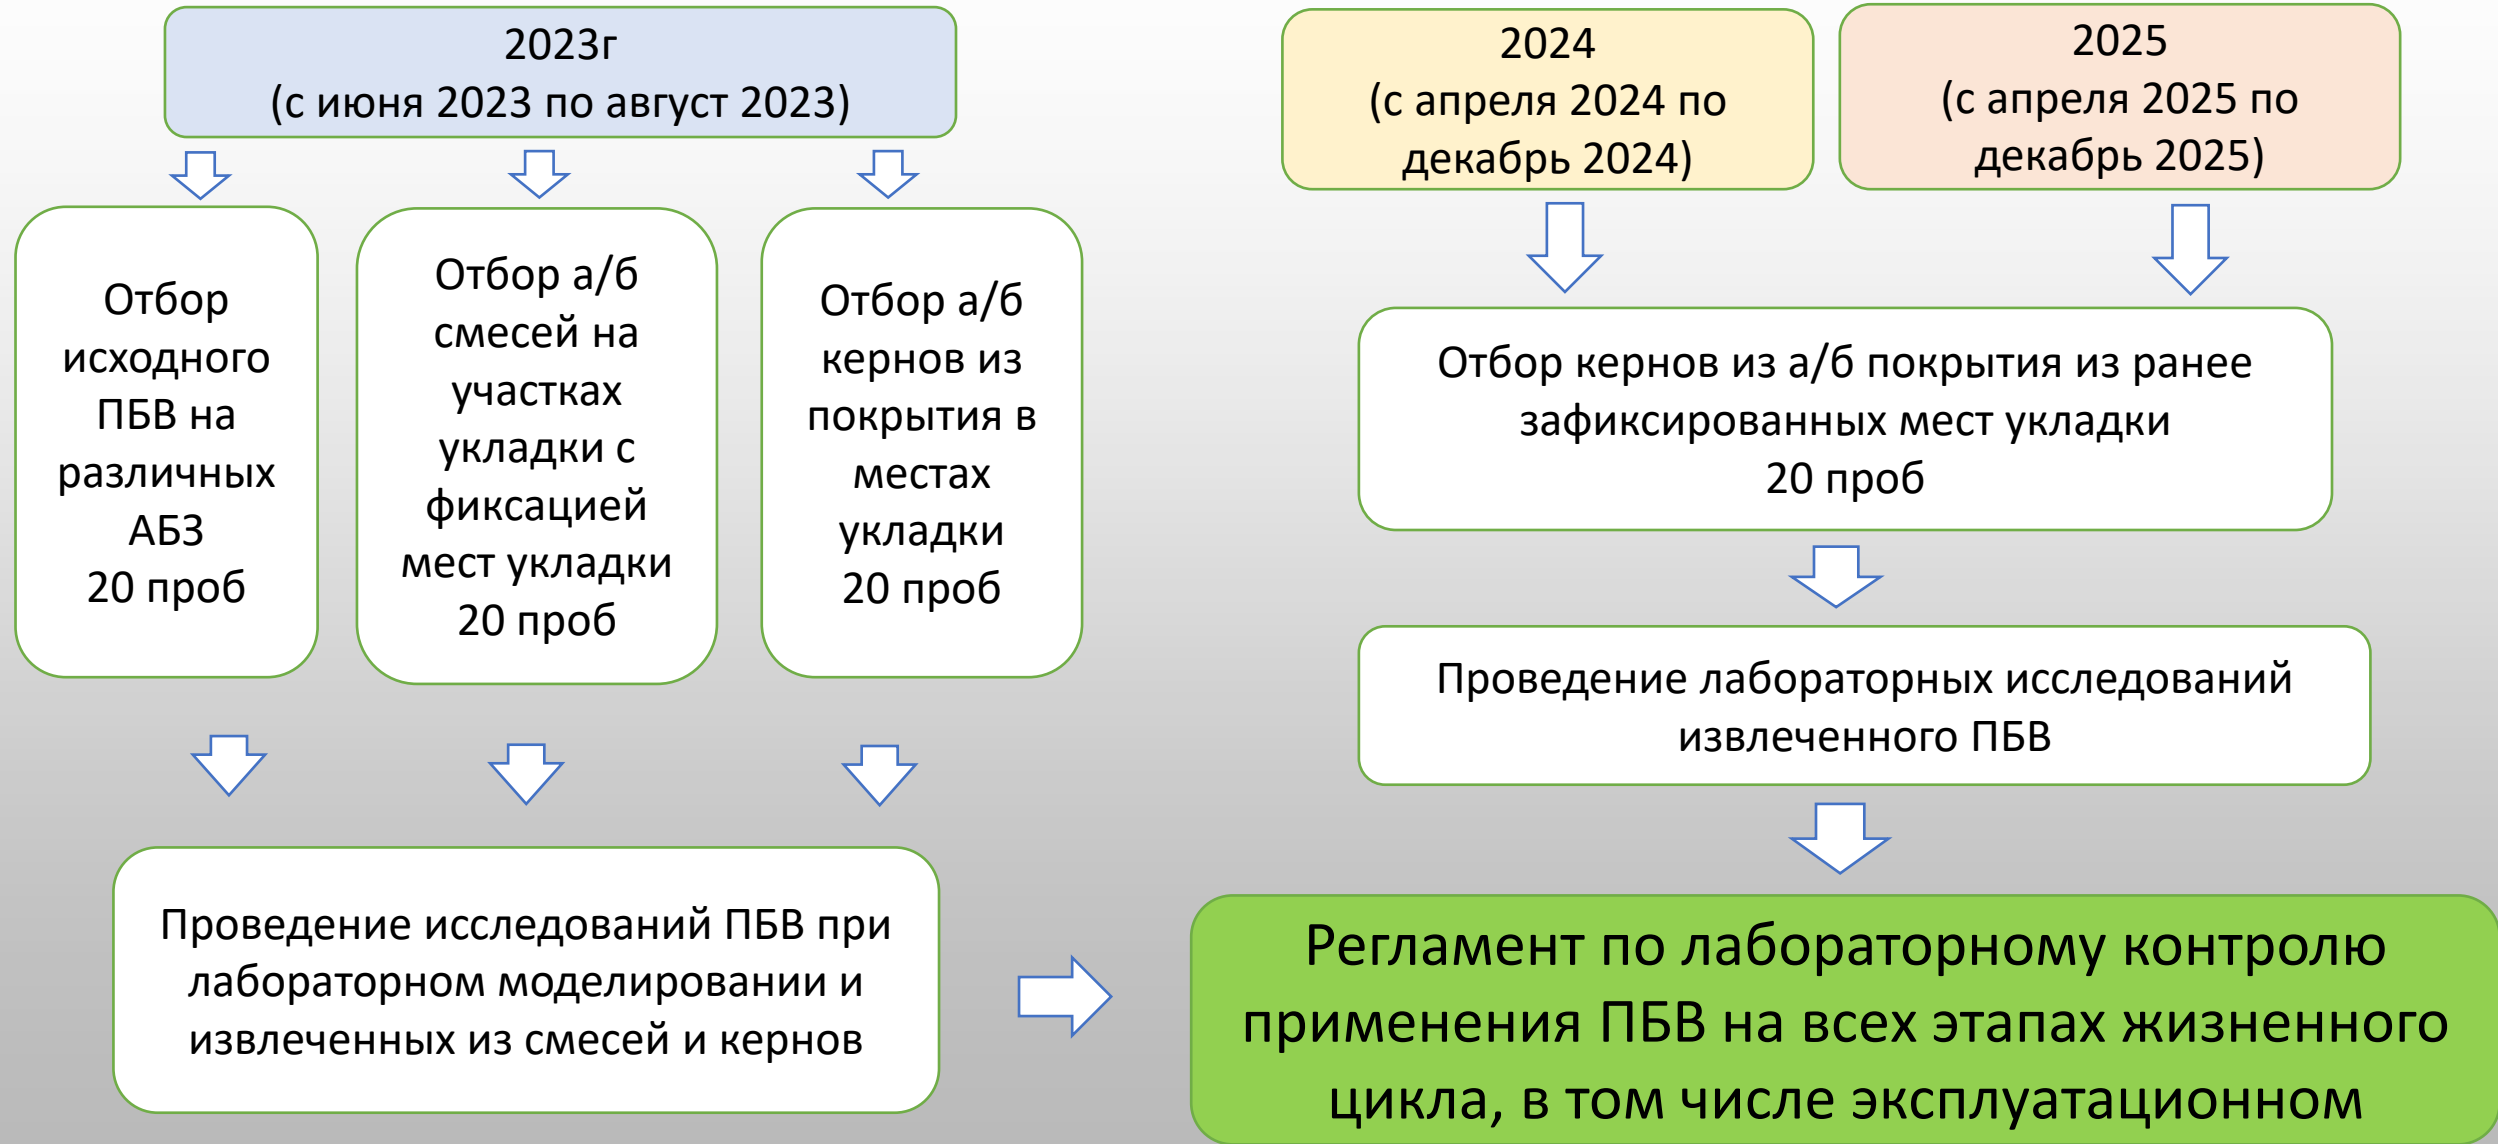 2023г
(с июня 2023 по август 2023)
Отбор
исходного
ПБВ на
различных
АБЗ
20 проб
Отбор а/б
смесей на
участках
укладки с
фиксацией
мест укладки
20 проб
Отбор а/б
кернов из
покрытия в
местах
укладки
20 проб
Проведение исследований ПБВ при
лабораторном моделировании и
извлеченных из смесей и кернов
2024
(с апреля 2024 по
декабрь 2024)
2025
(с апреля 2025 по
декабрь 2025)
Отбор кернов из а/б покрытия из ранее
зафиксированных мест укладки
20 проб
Проведение лабораторных исследований
извлеченного ПБВ
Регламент по лабораторному контролю
применения ПБВ на всех этапах жизненного
цикла, в том числе эксплуатационном